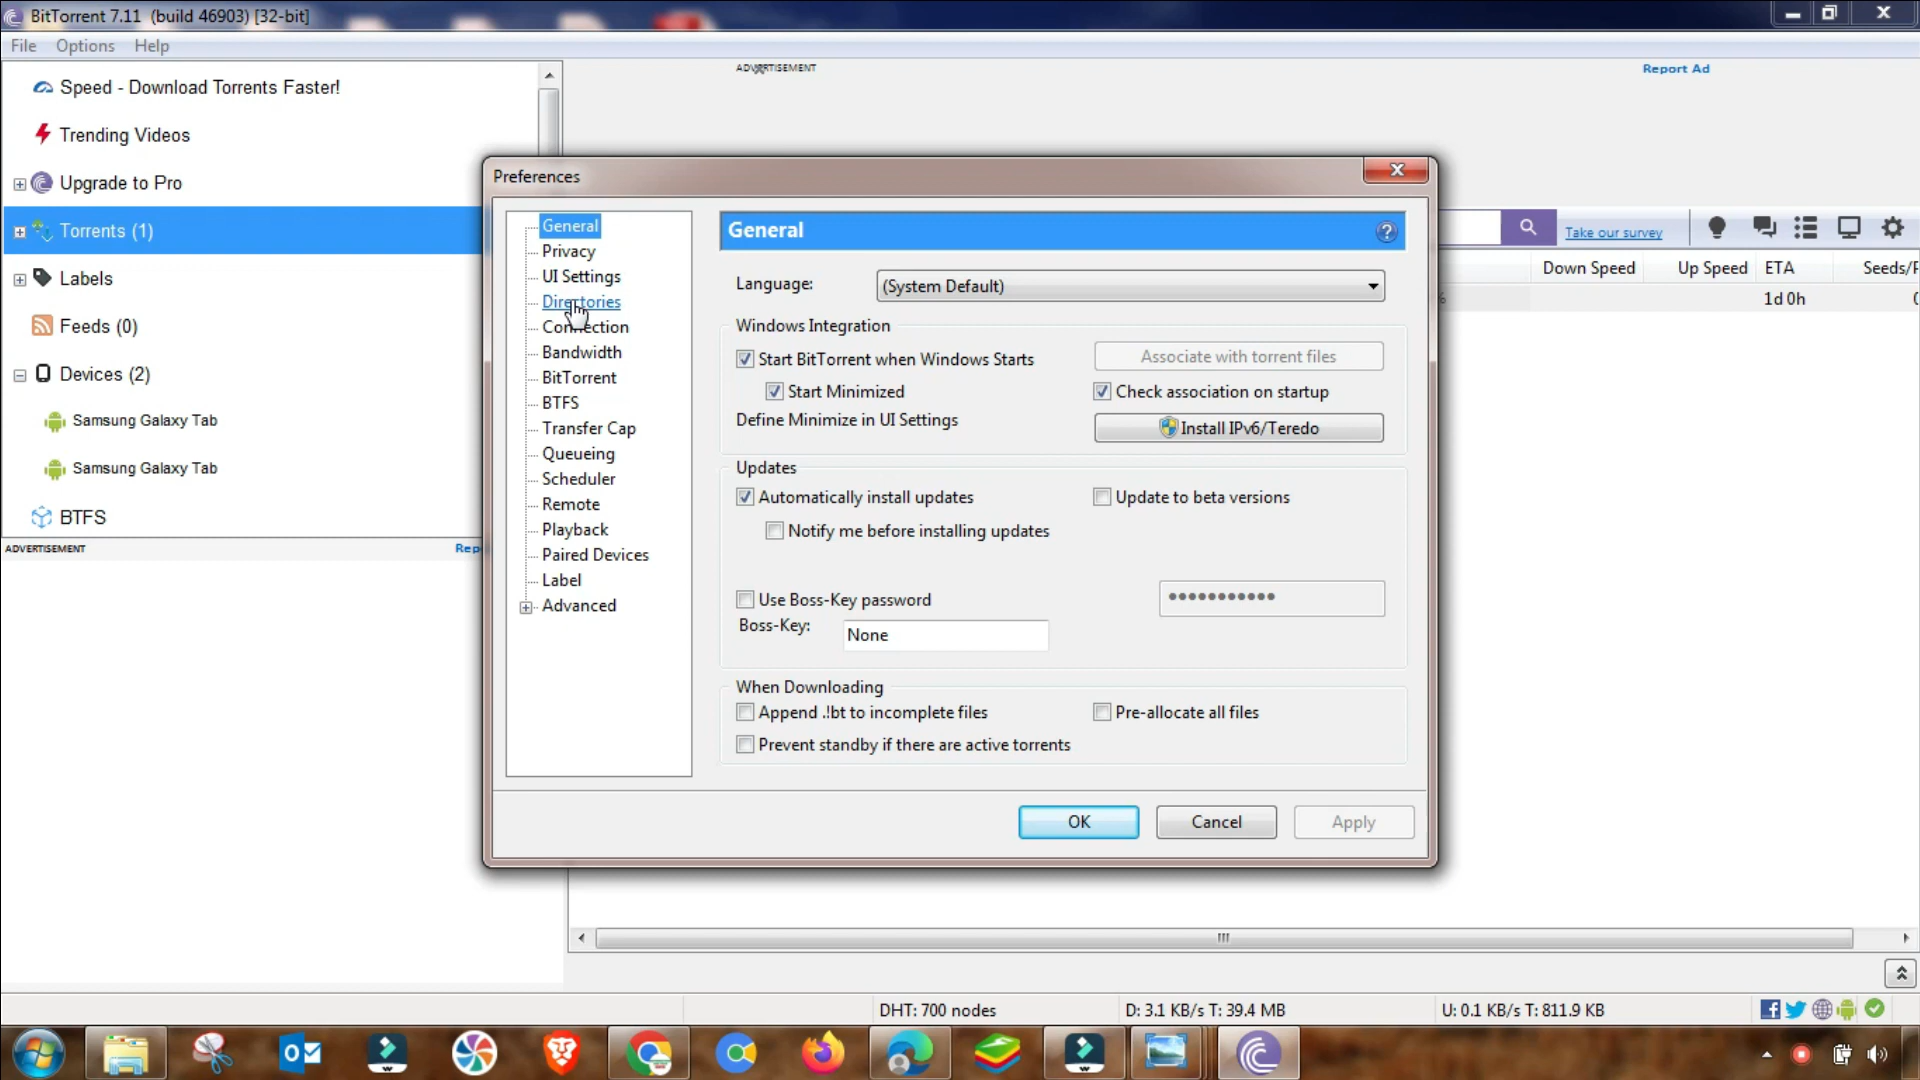 BitTorrent 7.11 (build 46903) [32-bit]
File Options Help
Speed - Download Torrents Faster!
Trending Videos
Upgrade to Pro
Torrents (1)
Labels
Feeds (0)
Devices (2)
Samsung Galaxy Tab
Samsung Galaxy Tab
BTFS
ADVERTISEMENT Rep
ADVERTISEMENT Report Ad
Take our survey
Down Speed Up Speed ETA Seeds/
1d 0h
Preferences
General
Privacy
UI Settings
Directories
Connection
Bandwidth
BitTorrent
BTFS
Transfer Cap
Queueing
Scheduler
Remote
Playback
Paired Devices
Label
Advanced
General
Language: (System Default)
Windows Integration
Start BitTorrent when Windows Starts Associate with torrent files
Start Minimized Check association on startup
Define Minimize in UI Settings Install IPv6/Teredo
Updates
Automatically install updates Update to beta versions
Notify me before installing updates
Use Boss-Key password •••••••••••
Boss-Key: None
When Downloading
Append .!bt to incomplete files Pre-allocate all files
Prevent standby if there are active torrents
OK Cancel Apply
DHT: 700 nodes D: 3.1 KB/s T: 39.4 MB U: 0.1 KB/s T: 811.9 KB